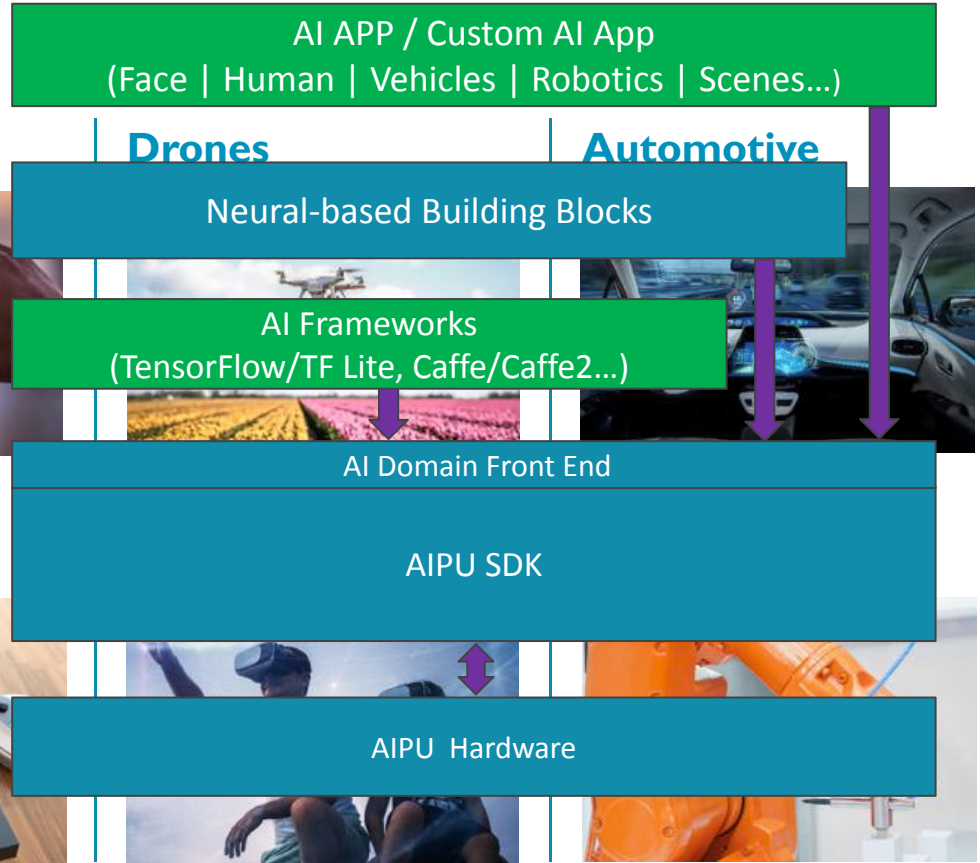 AI APP / Custom AI App
(Face | Human | Vehicles | Robotics | Scenes...)
Drones
Automotive
Neural-based Building Blocks
AI Frameworks
(TensorFlow/TF Lite, Caffe/Caffe2...)
AI Domain Front End
AIPU SDK
AIPU Hardware